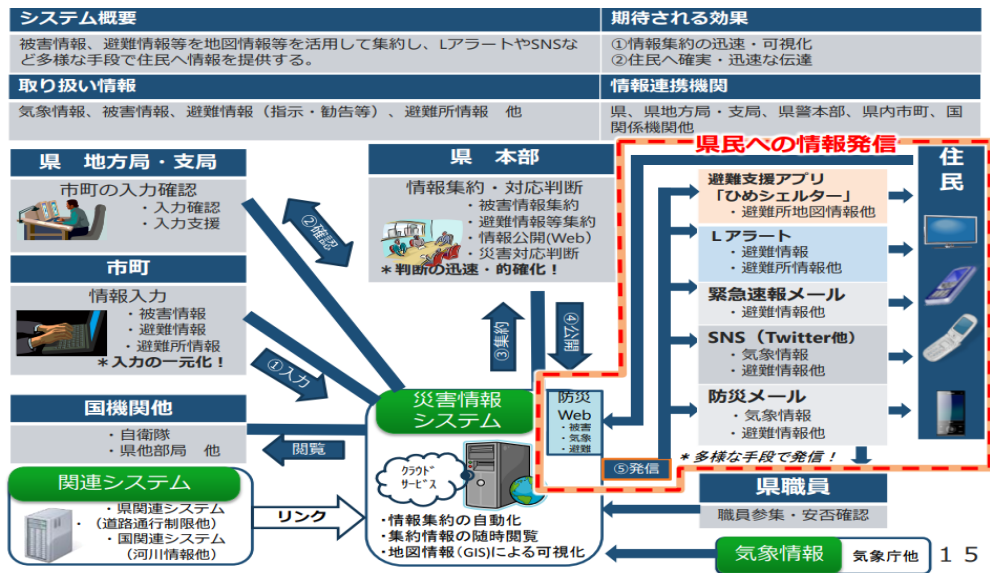 システム概要
被害情報、避難情報等を地図情報等を活用して集約し、LアラートやSNSな
ど多様な手段で住民へ情報を提供する。
期待される効果
①情報集約の迅速・可視化
②住民へ確実・迅速な伝達
取り扱い情報
気象情報、被害情報、避難情報（指示・勧告等）、避難所情報　他
情報連携機関
県、県地方局・支局、県警本部、県内市町、国
関係機関他
県　地方局・支局
市町の入力確認
・入力確認
・入力支援
②確認
県　本部
情報集約・対応判断
・被害情報集約
・避難情報等集約
・情報公開(Web)
・災害対応判断
＊判断の迅速・的確化！
市町
情報入力
・被害情報
・避難情報
・避難所情報
＊入力の一元化！
①入力
③集約
④公開
国機関他
・自衛隊
・県他部局　他
閲覧
関連システム
・県関連システム
・（道路通行制限他）
・国関連システム
（河川情報他）
リンク
災害情報
システム
クラウド
サービス
・情報集約の自動化
・集約情報の随時閲覧
・地図情報(GIS)による可視化
防災
Web
・被害
・気象
・避難
⑤発信
県民への情報発信
避難支援アプリ
「ひめシェルター」
・避難所地図情報他
Ｌアラート
・避難情報
・避難所情報他
緊急速報メール
・避難情報他
SNS（Twitter他）
・気象情報
・避難情報他
防災メール
・気象情報
・避難情報他
＊多様な手段で発信！
住民
県職員
職員参集・安否確認
気象情報
気象庁他
１５